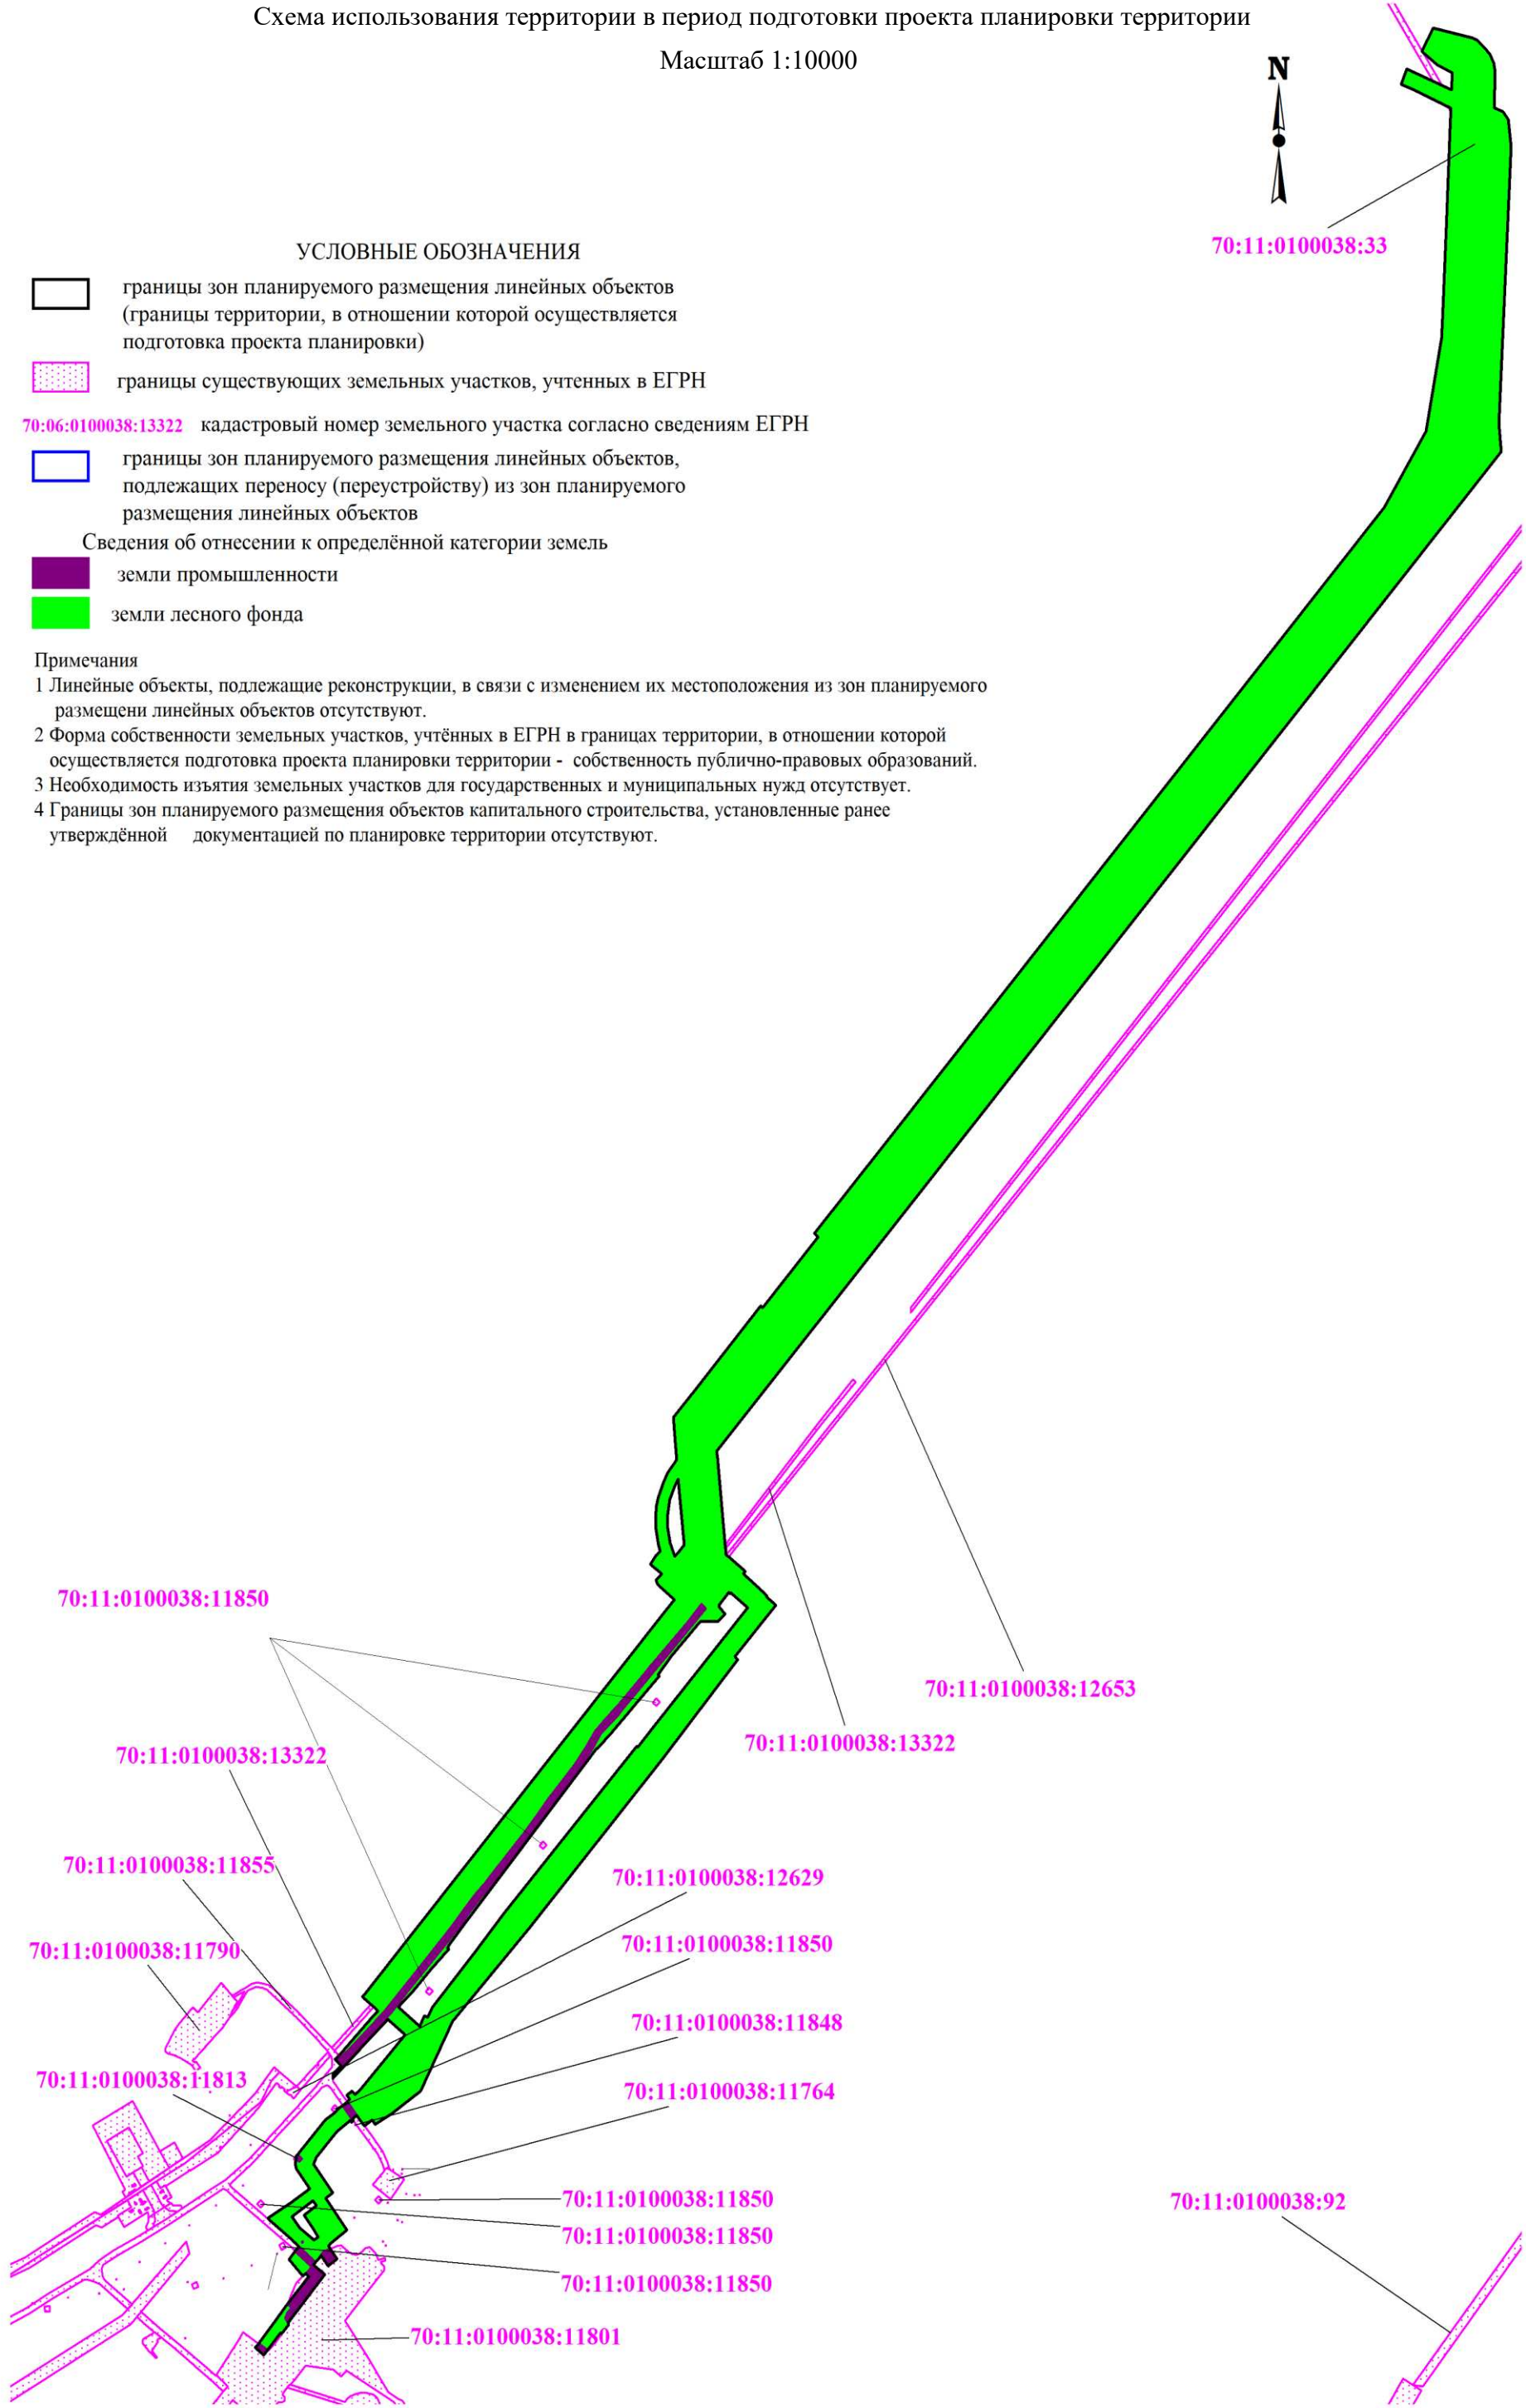 Схема использования территории в период подготовки проекта планировки территории
Масштаб 1:10000
N
70:11:0100038:33
УСЛОВНЫЕ ОБОЗНАЧЕНИЯ
границы зон планируемого размещения линейных объектов
(границы территории, в отношении которой осуществляется
подготовка проекта планировки)
границы существующих земельных участков, учтенных в ЕГРН
70:06:0100038:13322 кадастровый номер земельного участка согласно сведениям ЕГРН
границы зон планируемого размещения линейных объектов,
подлежащих переносу (переустройству) из зон планируемого
размещения линейных объектов
Сведения об отнесении к определённой категории земель
земли промышленности
земли лесного фонда
Примечания
1 Линейные объекты, подлежащие реконструкции, в связи с изменением их местоположения из зон планируемого
размещени линейных объектов отсутствуют.
2 Форма собственности земельных участков, учтённых в ЕГРН в границах территории, в отношении которой
осуществляется подготовка проекта планировки территории - собственность публично-правовых образований.
3 Необходимость изъятия земельных участков для государственных и муниципальных нужд отсутствует.
4 Границы зон планируемого размещения объектов капитального строительства, установленные ранее
утверждённой документацией по планировке территории отсутствуют.
70:11:0100038:11850
70:11:0100038:12653
70:11:0100038:13322
70:11:0100038:13322
70:11:0100038:11855
70:11:0100038:12629
70:11:0100038:11850
70:11:0100038:11790
70:11:0100038:11848
70:11:0100038:11813
70:11:0100038:11764
70:11:0100038:11850
70:11:0100038:92
70:11:0100038:11850
70:11:0100038:11850
70:11:0100038:11801